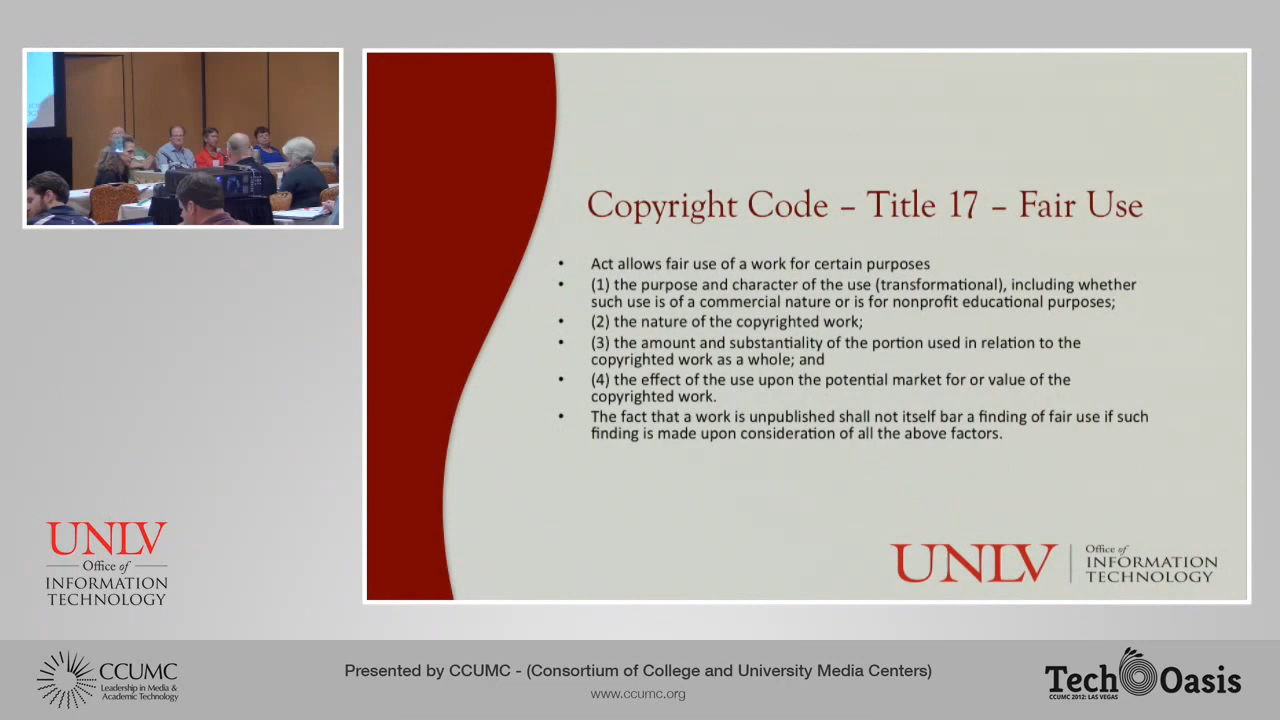 Copyright Code – Title 17 – Fair Use
• Act allows fair use of a work for certain purposes
• (1) the purpose and character of the use (transformational), including whether
such use is of a commercial nature or is for nonprofit educational purposes;
• (2) the nature of the copyrighted work;
• (3) the amount and substantiality of the portion used in relation to the
copyrighted work as a whole; and
• (4) the effect of the use upon the potential market for or value of the
copyrighted work.
• The fact that a work is unpublished shall not itself bar a finding of fair use if such
finding is made upon consideration of all the above factors.
UNLV
Office of
INFORMATION
TECHNOLOGY
UNLV
Office of
INFORMATION
TECHNOLOGY
CCUMC
Leadership in Media &
Academic Technology
Presented by CCUMC - (Consortium of College and University Media Centers)
www.ccumc.org
Tech Oasis
CCUMC 2012: LAS VEGAS